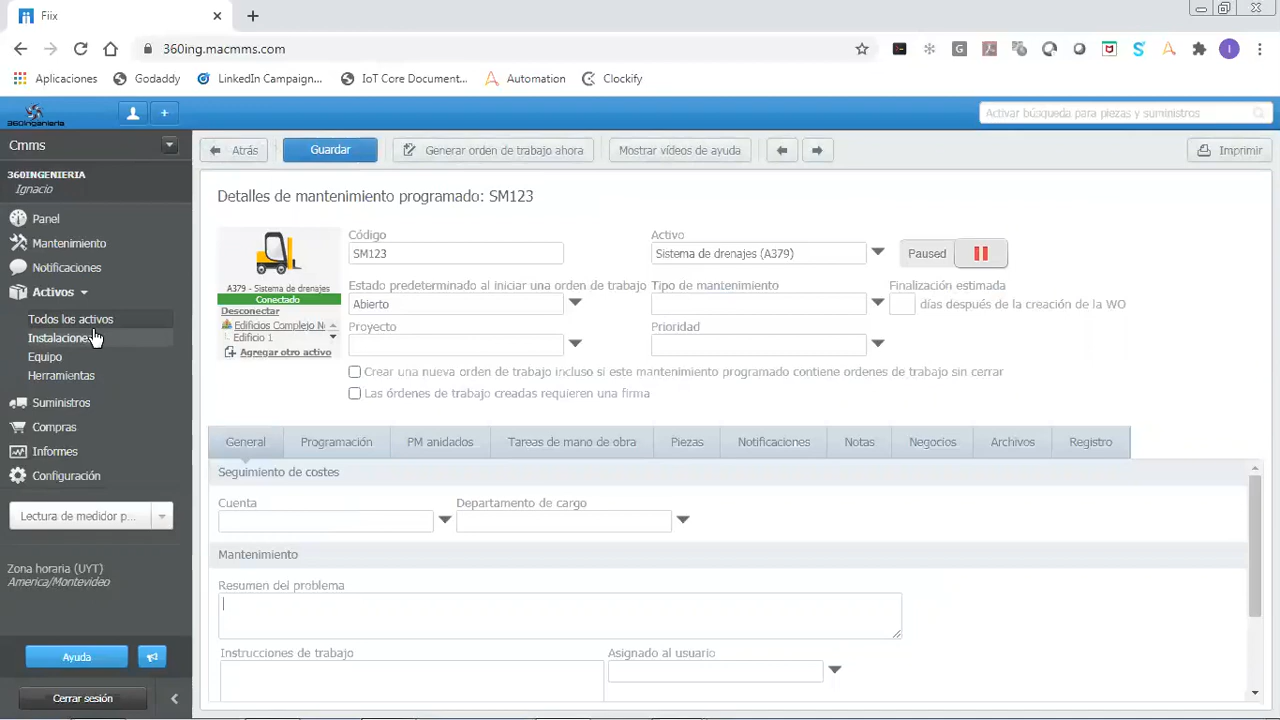 Fiix
360ing.macmms.com
Aplicaciones Godaddy LinkedIn Campaign... IoT Core Document... Automation Clockify
360ingenieria
Activar búsqueda para piezas y suministros
Cmms
360INGENIERIA
Ignacio
Panel
Mantenimiento
Notificaciones
Activos
Todos los activos
Instalaciones
Equipo
Herramientas
Suministros
Compras
Informes
Configuración
Lectura de medidor p...
Zona horaria (UYT)
America/Montevideo
Ayuda
Cerrar sesión
Atrás Guardar Generar orden de trabajo ahora Mostrar vídeos de ayuda Imprimir
Detalles de mantenimiento programado: SM123
A379 - Sistema de drenajes
Conectado
Desconectar
Edificios Complejo N
Edificio 1
Agregar otro activo
Código Activo
SM123 Sistema de drenajes (A379) Paused
Estado predeterminado al iniciar una orden de trabajo Tipo de mantenimiento Finalización estimada
Abierto días después de la creación de la WO
Proyecto Prioridad
Crear una nueva orden de trabajo incluso si este mantenimiento programado contiene ordenes de trabajo sin cerrar
Las órdenes de trabajo creadas requieren una firma
General Programación PM anidados Tareas de mano de obra Piezas Notificaciones Notas Negocios Archivos Registro
Seguimiento de costes
Cuenta Departamento de cargo
Mantenimiento
Resumen del problema
Instrucciones de trabajo Asignado al usuario